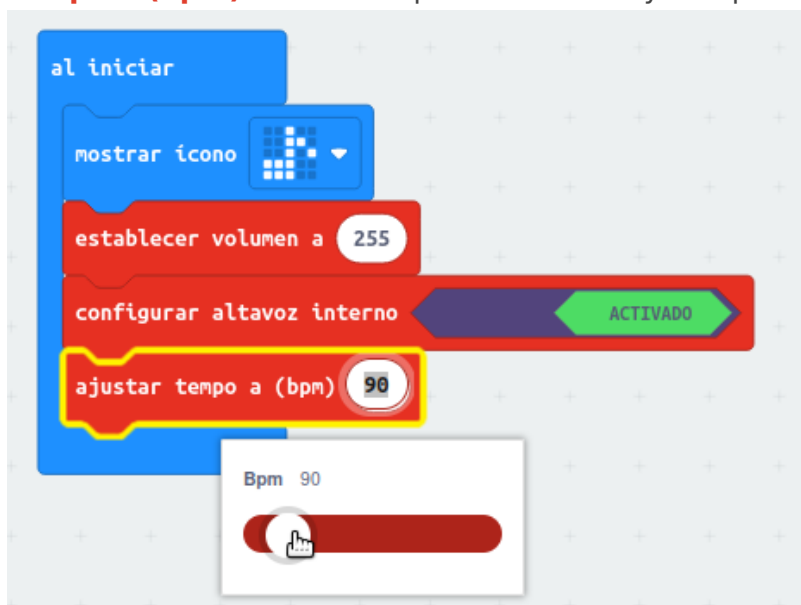 al iniciar
mostrar ícono
establecer volumen a 255
configurar altavoz interno ACTIVADO
ajustar tempo a (bpm) 90
Bpm 90